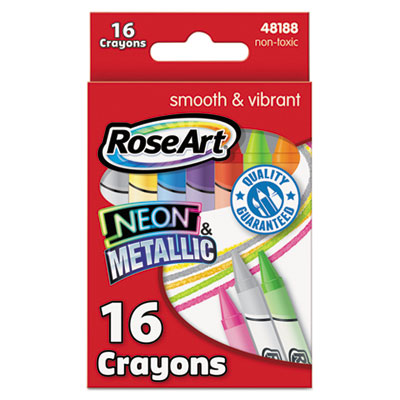 16
Crayons
48188
non-toxic
smooth & vibrant
RoseArt
QUALITY
GUARANTEED
NEON &
METALLIC
16
Crayons